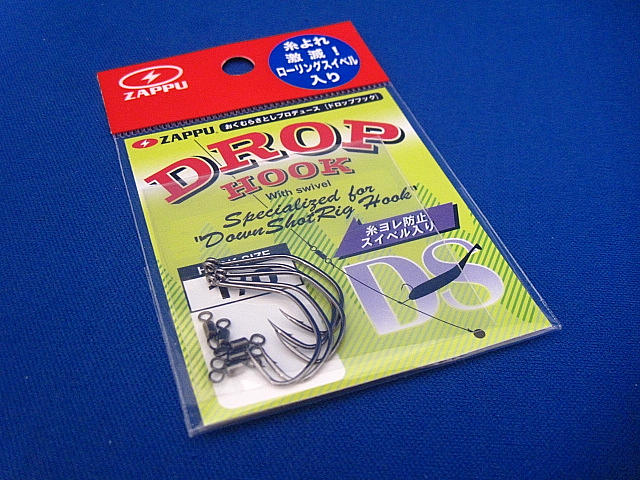 糸よれ
激減！
ローリングスイベル
入り
ZAPPU
ZAPPU おくむらさとしプロデュース [ドロップフック]
DROP
HOOK
With swivel
Specialized for
"DownShotRig Hook"
糸ヨレ防止
スイベル入り
DS